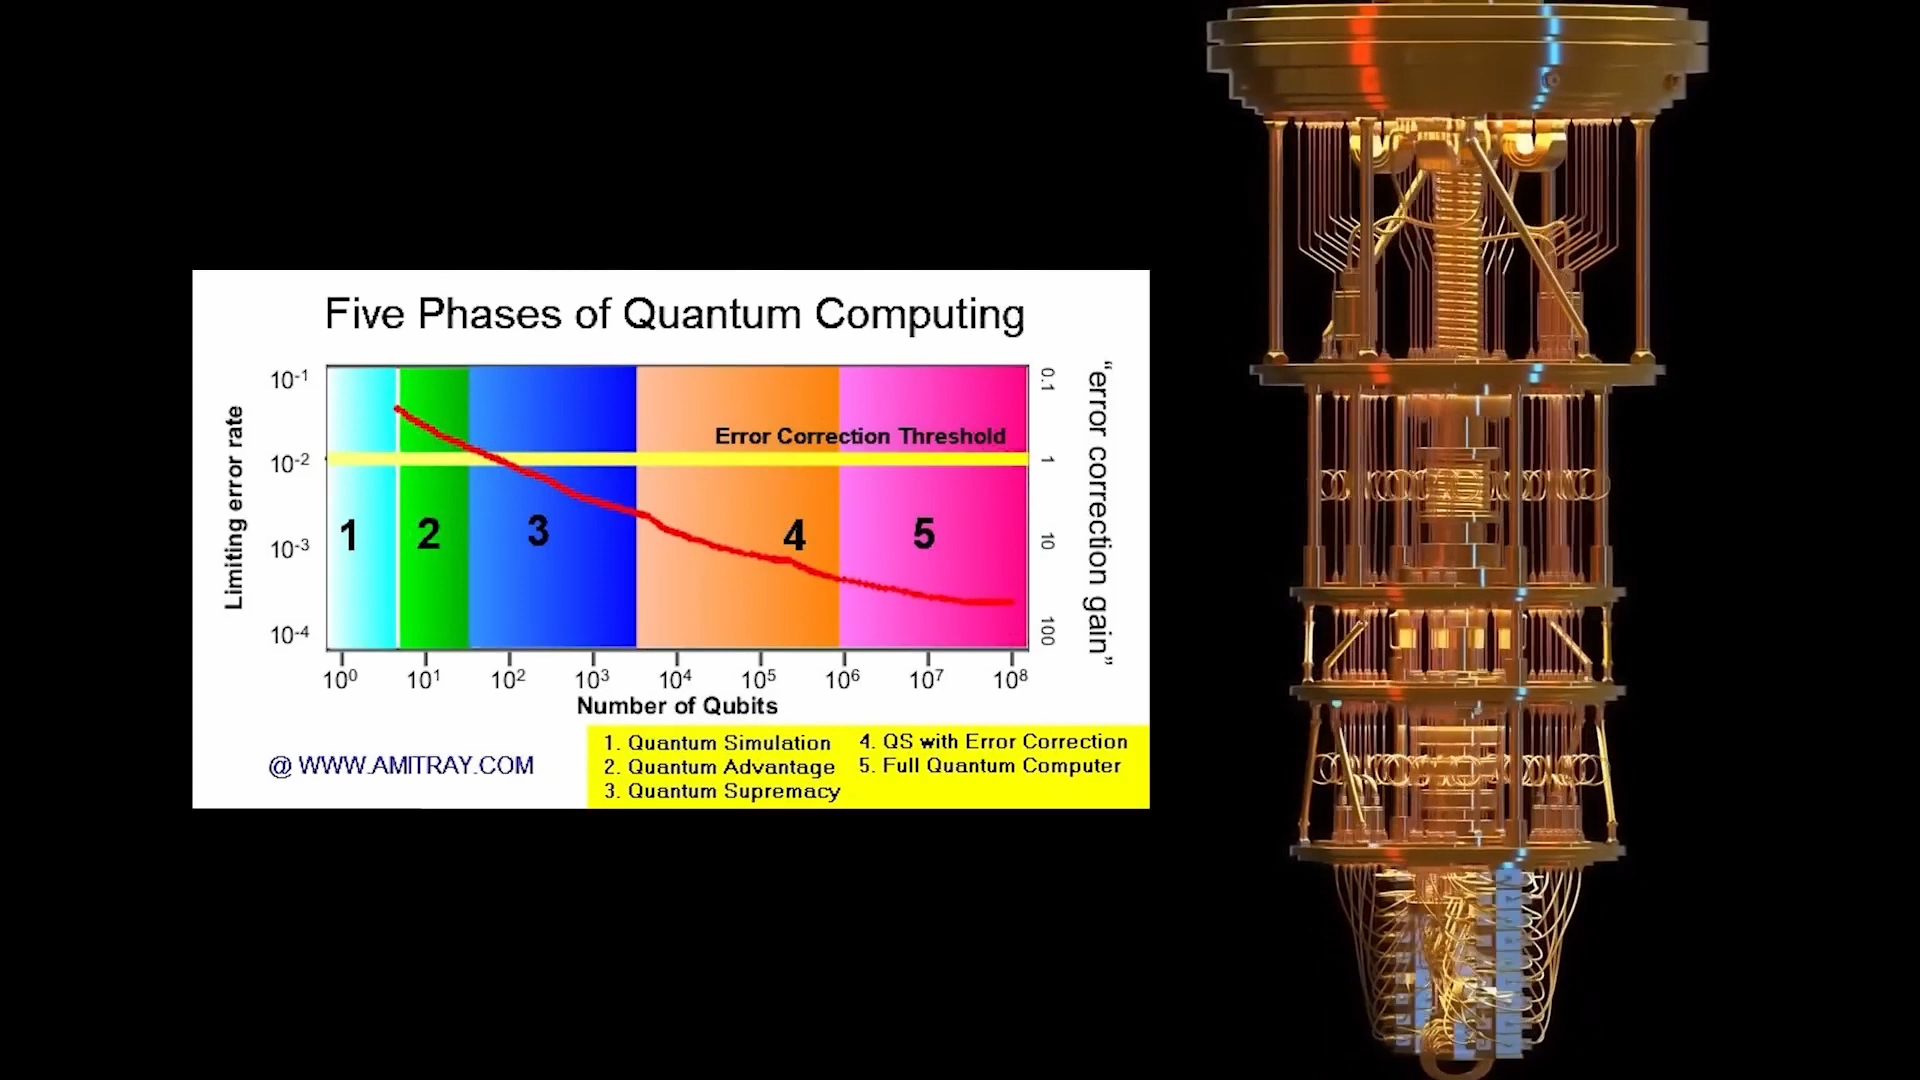 Five Phases of Quantum Computing
Limiting error rate
10-1
10-2
10-3
10-4
Error Correction Threshold
1
2
3
4
5
0.1
1
10
100
“error correction gain”
10⁰ 10¹ 10² 10³ 10⁴ 10⁵ 10⁶ 10⁷ 10⁸
Number of Qubits
@ WWW.AMITRAY.COM
1. Quantum Simulation
2. Quantum Advantage
3. Quantum Supremacy
4. QS with Error Correction
5. Full Quantum Computer